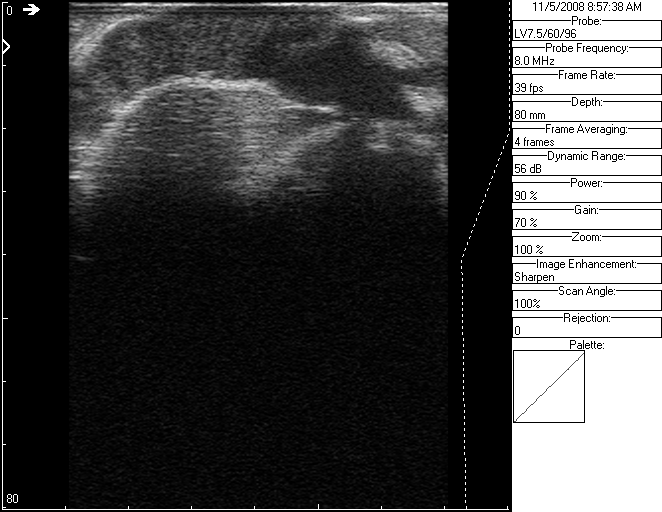 0
80
11/5/2008 8:57:38 AM
Probe:
LV7.5/60/96
Probe Frequency:
8.0 MHz
Frame Rate:
39 fps
Depth:
80 mm
Frame Averaging:
4 frames
Dynamic Range:
56 dB
Power:
90 %
Gain:
70 %
Zoom:
100 %
Image Enhancement:
Sharpen
Scan Angle:
100%
Rejection:
0
Palette: